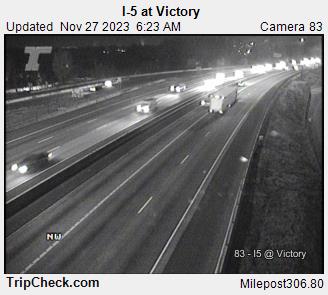 I-5 at Victory
Updated Nov 27 2023 6:23 AM Camera 83
T
NW
83 - I5 @ Victory
TripCheck.com Milepost306.80